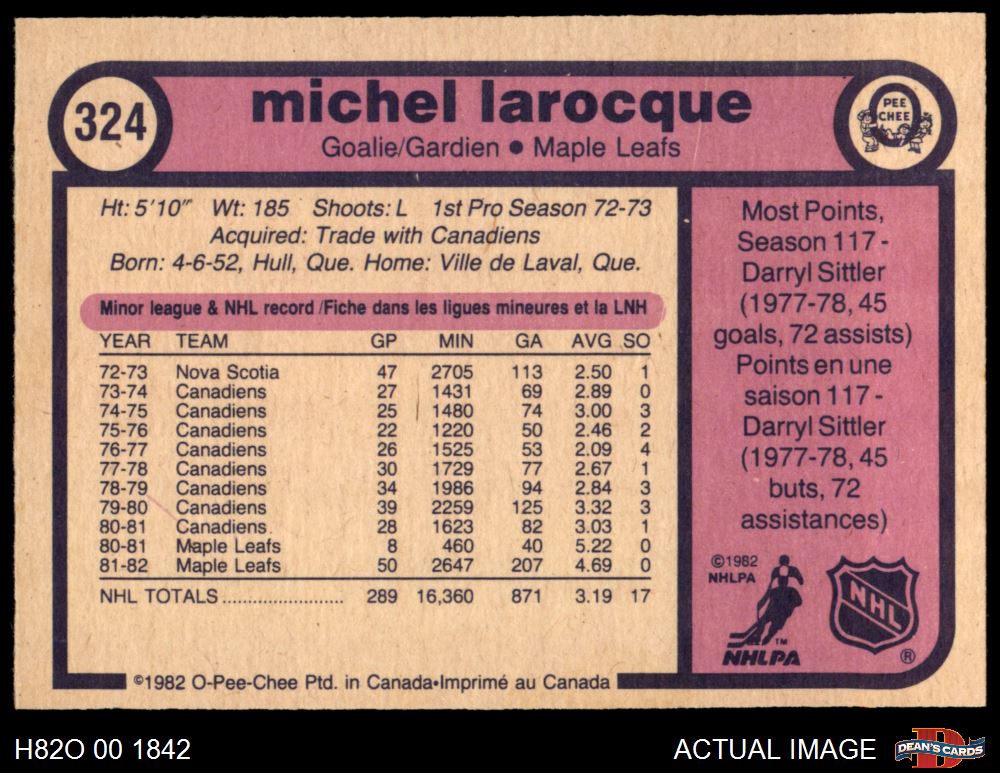 324
michel larocque
Goalie/Gardien ● Maple Leafs
O
PEE
CHEE
Ht: 5'10" Wt: 185 Shoots: L 1st Pro Season 72-73
Acquired: Trade with Canadiens
Born: 4-6-52, Hull, Que. Home: Ville de Laval, Que.
Minor league & NHL record /Fiche dans les ligues mineures et la LNH
YEAR TEAM GP MIN GA AVG SO
72-73 Nova Scotia 47 2705 113 2.50 1
73-74 Canadiens 27 1431 69 2.89 0
74-75 Canadiens 25 1480 74 3.00 3
75-76 Canadiens 22 1220 50 2.46 2
76-77 Canadiens 26 1525 53 2.09 4
77-78 Canadiens 30 1729 77 2.67 1
78-79 Canadiens 34 1986 94 2.84 3
79-80 Canadiens 39 2259 125 3.32 3
80-81 Canadiens 28 1623 82 3.03 1
80-81 Maple Leafs 8 460 40 5.22 0
81-82 Maple Leafs 50 2647 207 4.69 0
NHL TOTALS ........................ 289 16,360 871 3.19 17
©1982 O-Pee-Chee Ptd. in Canada•Imprimé au Canada
Most Points,
Season 117 -
Darryl Sittler
(1977-78, 45
goals, 72 assists)
Points en une
saison 117 -
Darryl Sittler
(1977-78, 45
buts, 72
assistances)
©1982
NHLPA
TM
NHLPA
NHL
®
H82O 00 1842
ACTUAL IMAGE
D
DEAN'S CARDS